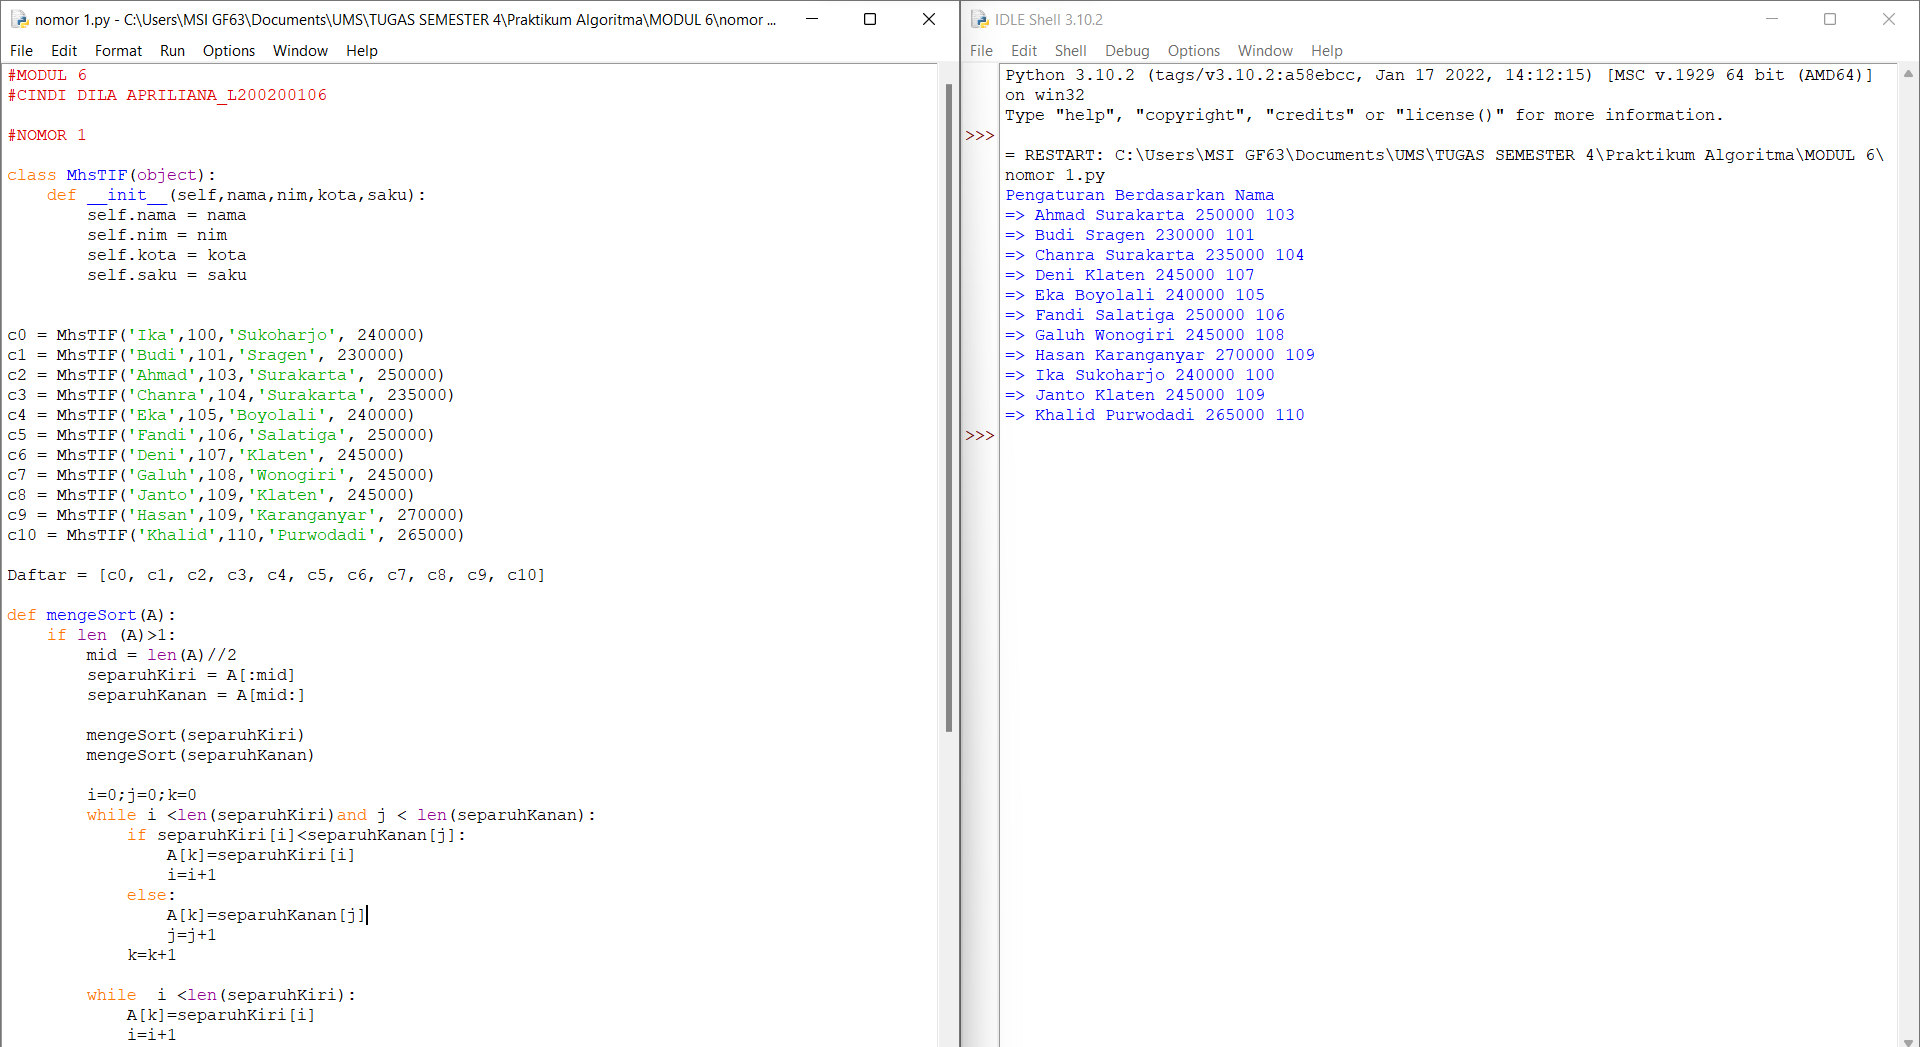 nomor 1.py - C:\Users\MSI GF63\Documents\UMS\TUGAS SEMESTER 4\Praktikum Algoritma\MODUL 6\nomor ...
File Edit Format Run Options Window Help
#MODUL 6
#CINDI DILA APRILIANA_L200200106
#NOMOR 1
class MhsTIF(object):
    def __init__(self,nama,nim,kota,saku):
        self.nama = nama
        self.nim = nim
        self.kota = kota
        self.saku = saku
c0 = MhsTIF('Ika',100,'Sukoharjo', 240000)
c1 = MhsTIF('Budi',101,'Sragen', 230000)
c2 = MhsTIF('Ahmad',103,'Surakarta', 250000)
c3 = MhsTIF('Chanra',104,'Surakarta', 235000)
c4 = MhsTIF('Eka',105,'Boyolali', 240000)
c5 = MhsTIF('Fandi',106,'Salatiga', 250000)
c6 = MhsTIF('Deni',107,'Klaten', 245000)
c7 = MhsTIF('Galuh',108,'Wonogiri', 245000)
c8 = MhsTIF('Janto',109,'Klaten', 245000)
c9 = MhsTIF('Hasan',109,'Karanganyar', 270000)
c10 = MhsTIF('Khalid',110,'Purwodadi', 265000)
Daftar = [c0, c1, c2, c3, c4, c5, c6, c7, c8, c9, c10]
def mengeSort(A):
    if len (A)>1:
        mid = len(A)//2
        separuhKiri = A[:mid]
        separuhKanan = A[mid:]
        mengeSort(separuhKiri)
        mengeSort(separuhKanan)
        i=0;j=0;k=0
        while i <len(separuhKiri)and j < len(separuhKanan):
            if separuhKiri[i]<separuhKanan[j]:
                A[k]=separuhKiri[i]
                i=i+1
            else:
                A[k]=separuhKanan[j]
                j=j+1
            k=k+1
        while  i <len(separuhKiri):
            A[k]=separuhKiri[i]
            i=i+1
IDLE Shell 3.10.2
File Edit Shell Debug Options Window Help
Python 3.10.2 (tags/v3.10.2:a58ebcc, Jan 17 2022, 14:12:15) [MSC v.1929 64 bit (AMD64)]
on win32
Type "help", "copyright", "credits" or "license()" for more information.
>>>
= RESTART: C:\Users\MSI GF63\Documents\UMS\TUGAS SEMESTER 4\Praktikum Algoritma\MODUL 6\
nomor 1.py
Pengaturan Berdasarkan Nama
=> Ahmad Surakarta 250000 103
=> Budi Sragen 230000 101
=> Chanra Surakarta 235000 104
=> Deni Klaten 245000 107
=> Eka Boyolali 240000 105
=> Fandi Salatiga 250000 106
=> Galuh Wonogiri 245000 108
=> Hasan Karanganyar 270000 109
=> Ika Sukoharjo 240000 100
=> Janto Klaten 245000 109
=> Khalid Purwodadi 265000 110
>>>